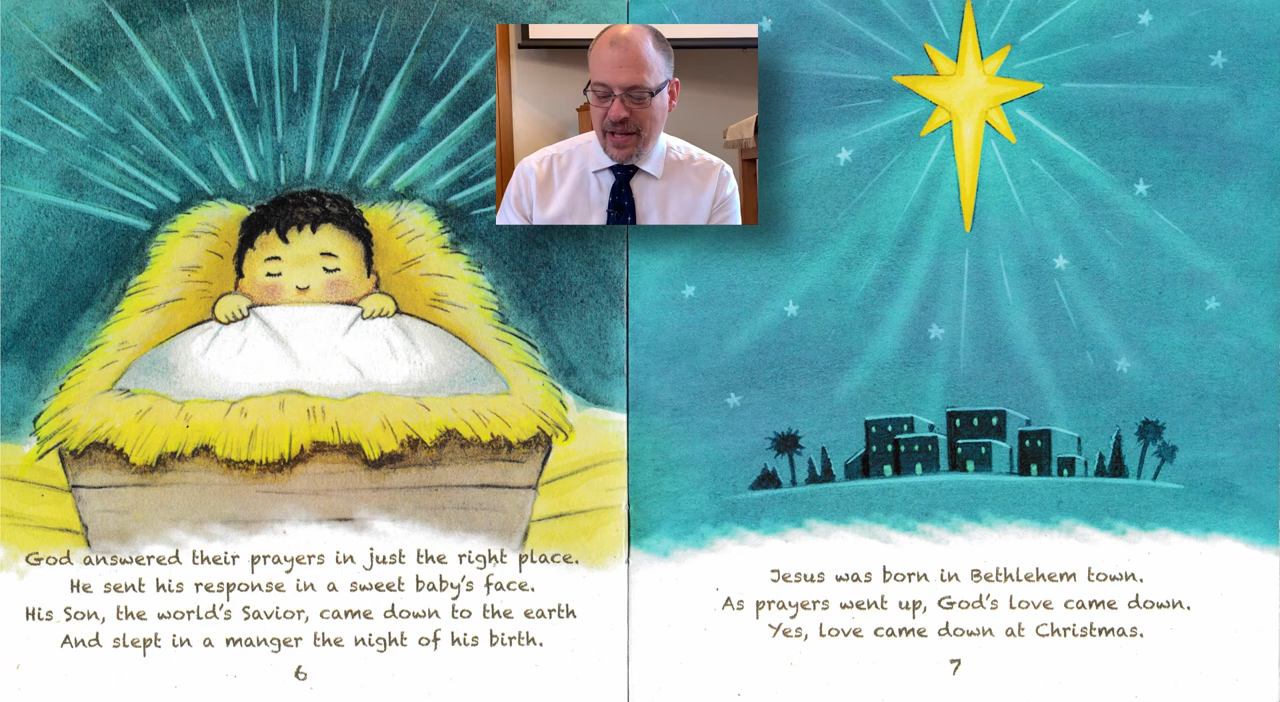 God answered their prayers in just the right place.
He sent his response in a sweet baby's face.
His Son, the world's Savior, came down to the earth
And slept in a manger the night of his birth.
6
Jesus was born in Bethlehem town.
As prayers went up, God's love came down.
Yes, love came down at Christmas.
7